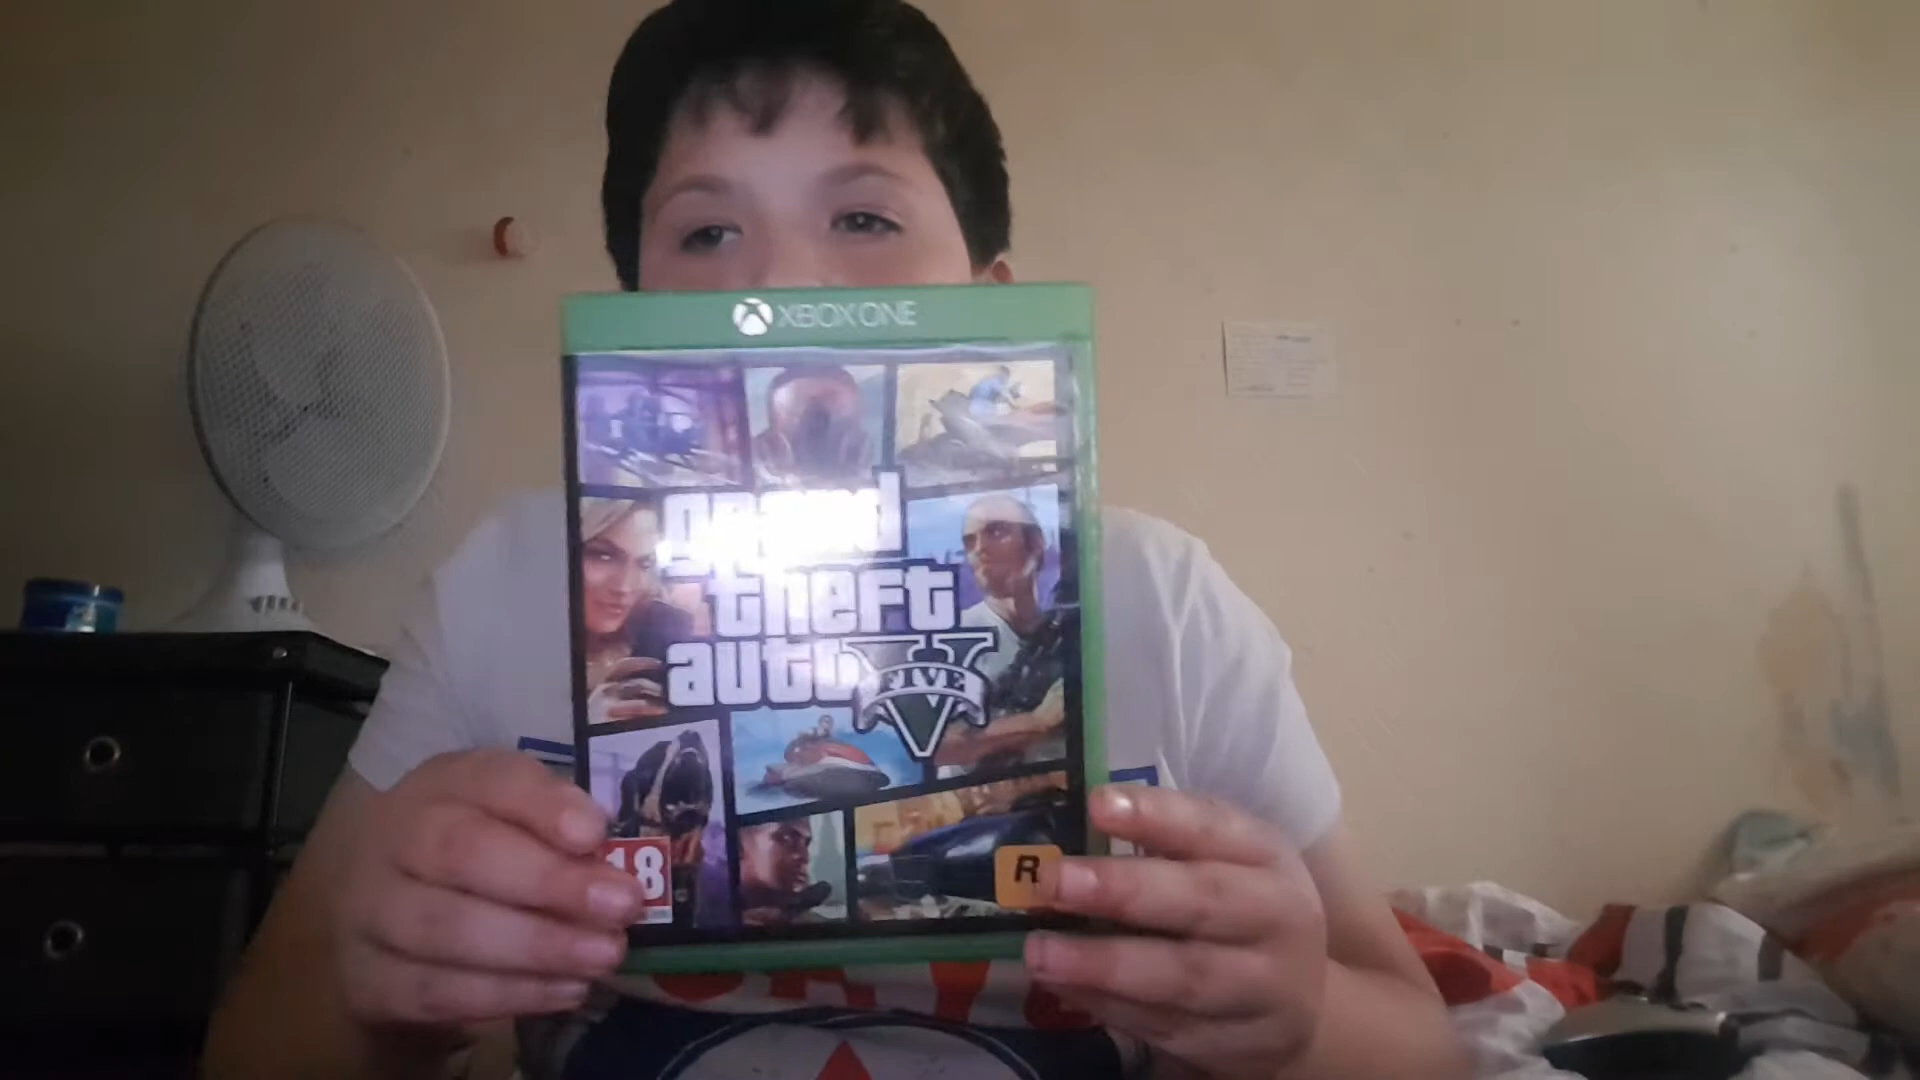 XBOX ONE
grand
theft
auto V
FIVE
18
R